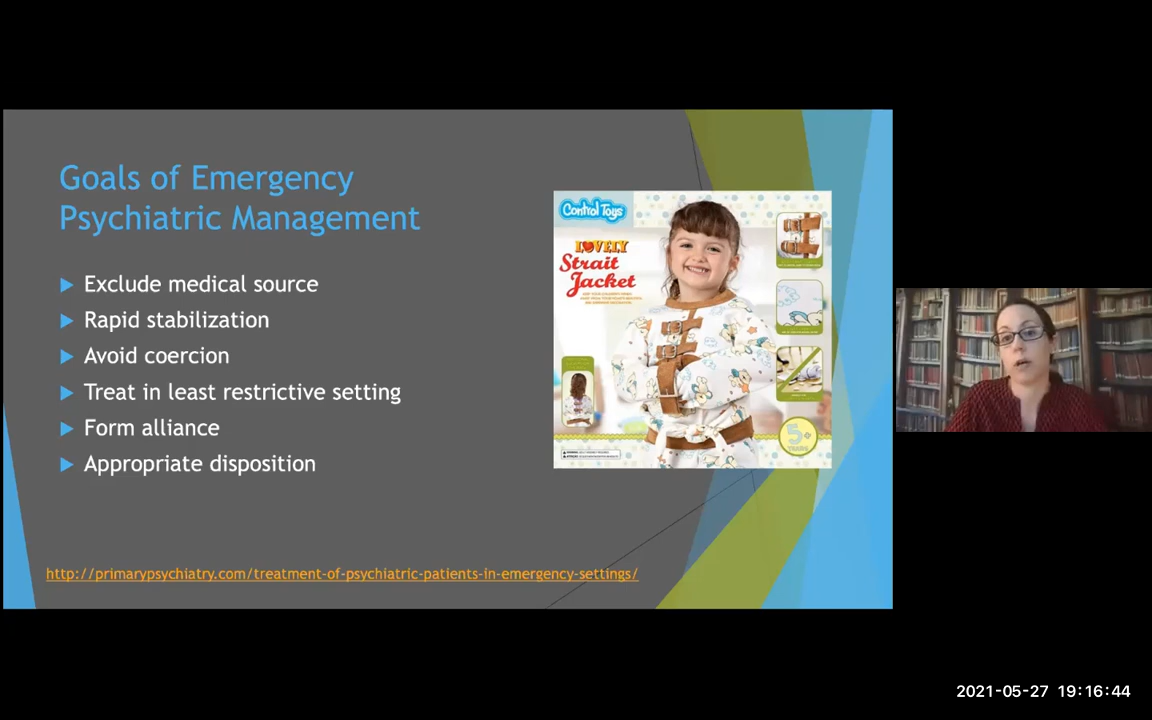 Goals of Emergency
Psychiatric Management
Exclude medical source
Rapid stabilization
Avoid coercion
Treat in least restrictive setting
Form alliance
Appropriate disposition
Control Toys
LOVELY
Strait
Jacket
5+
http://primarypsychiatry.com/treatment-of-psychiatric-patients-in-emergency-settings/
2021-05-27 19:16:44